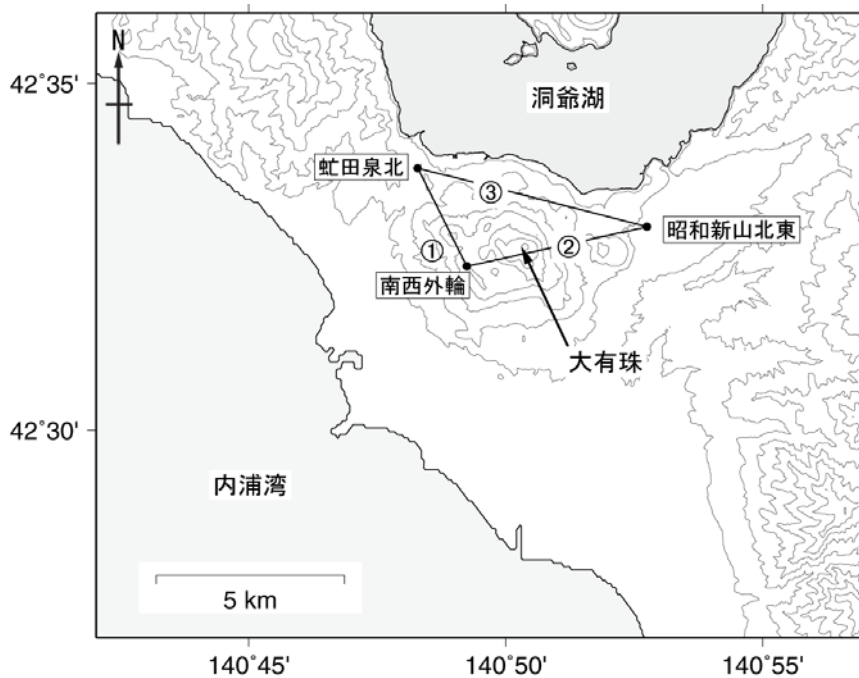 N
42°35'
洞爺湖
虻田泉北
③
昭和新山北東
①
②
南西外輪
大有珠
42°30'
内浦湾
5 km
140°45'
140°50'
140°55'